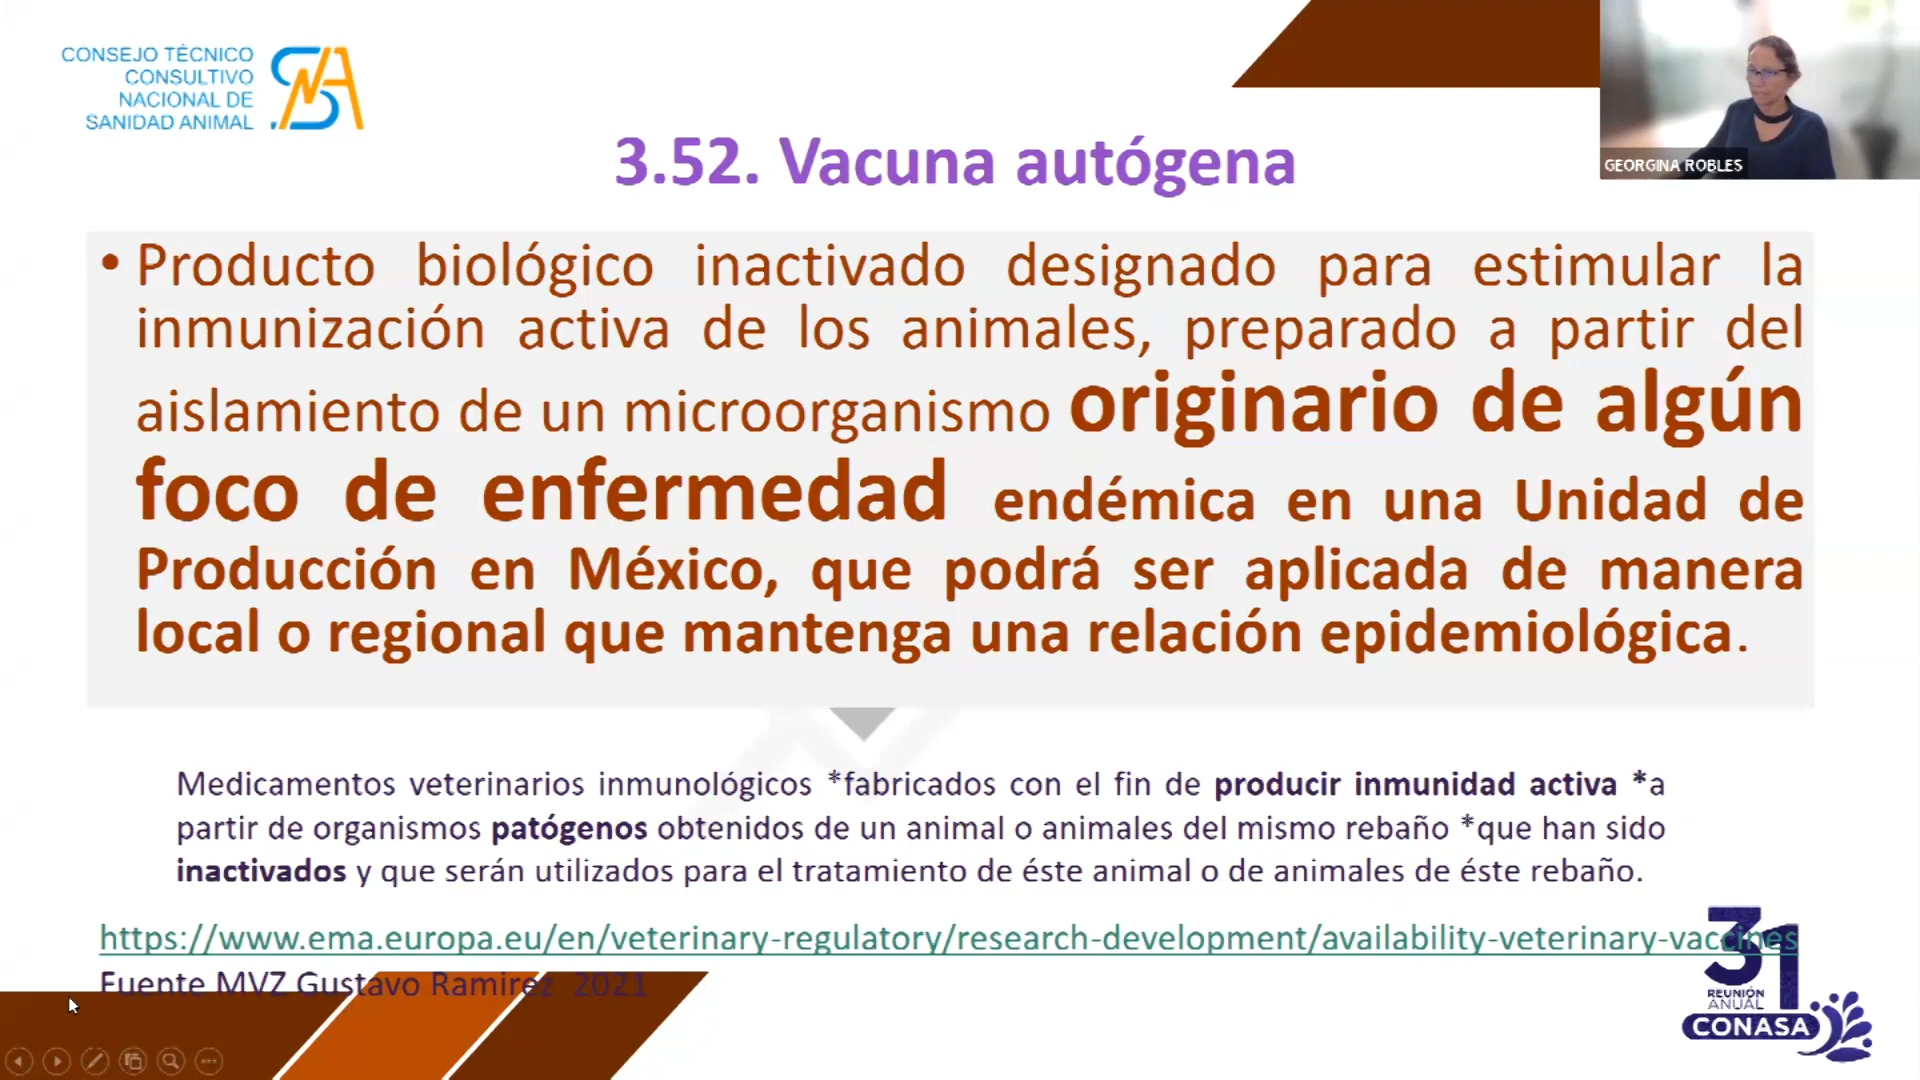 CONSEJO TÉCNICO
CONSULTIVO
NACIONAL DE
SANIDAD ANIMAL
GEORGINA ROBLES
3.52. Vacuna autógena
• Producto biológico inactivado designado para estimular la
inmunización activa de los animales, preparado a partir del
aislamiento de un microorganismo originario de algún
foco de enfermedad endémica en una Unidad de
Producción en México, que podrá ser aplicada de manera
local o regional que mantenga una relación epidemiológica.
Medicamentos veterinarios inmunológicos *fabricados con el fin de producir inmunidad activa *a
partir de organismos patógenos obtenidos de un animal o animales del mismo rebaño *que han sido
inactivados y que serán utilizados para el tratamiento de éste animal o de animales de éste rebaño.
https://www.ema.europa.eu/en/veterinary-regulatory/research-development/availability-veterinary-vaccines
Fuente MVZ Gustavo Ramirez 2021
31
REUNIÓN
ANUAL
CONASA